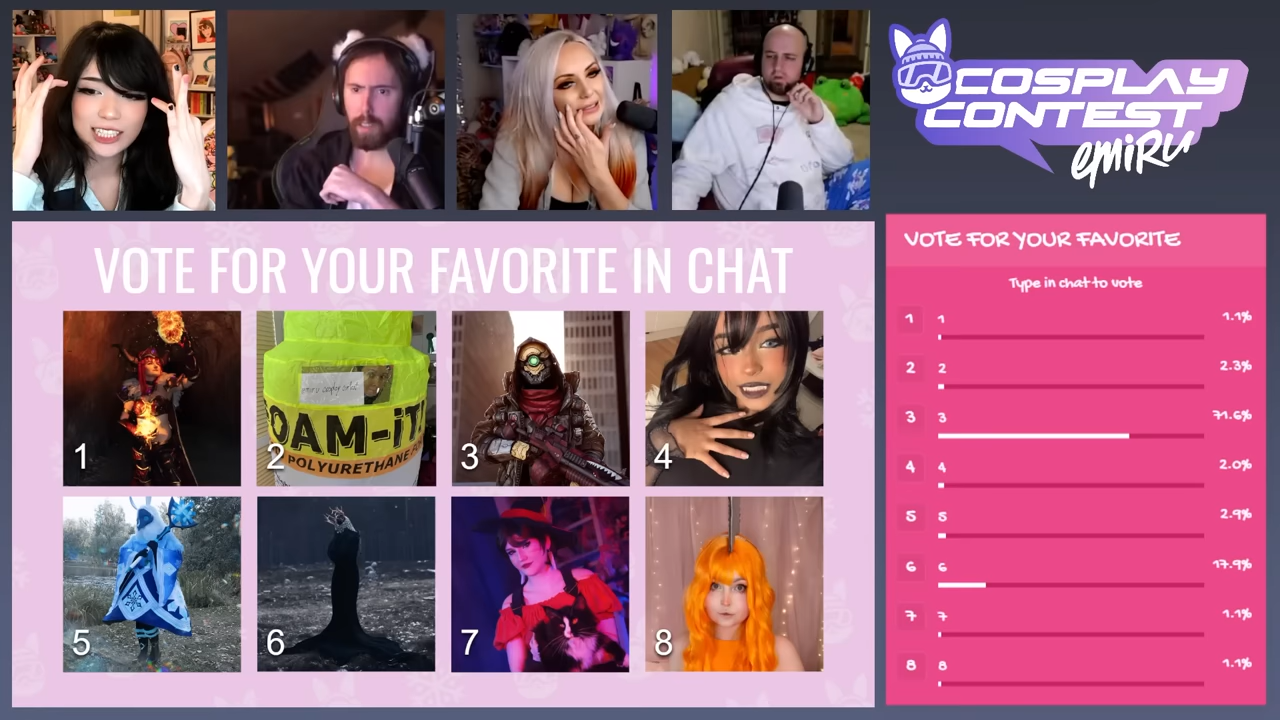 COSPLAY
CONTEST
emiru
VOTE FOR YOUR FAVORITE IN CHAT
1
2
OAM-iT!
POLYURETHANE
3
4
5
6
7
8
VOTE FOR YOUR FAVORITE
Type in chat to vote
1 1 1.1%
2 2 2.3%
3 3 71.6%
4 4 2.0%
5 5 2.9%
6 6 17.9%
7 7 1.1%
8 8 1.1%